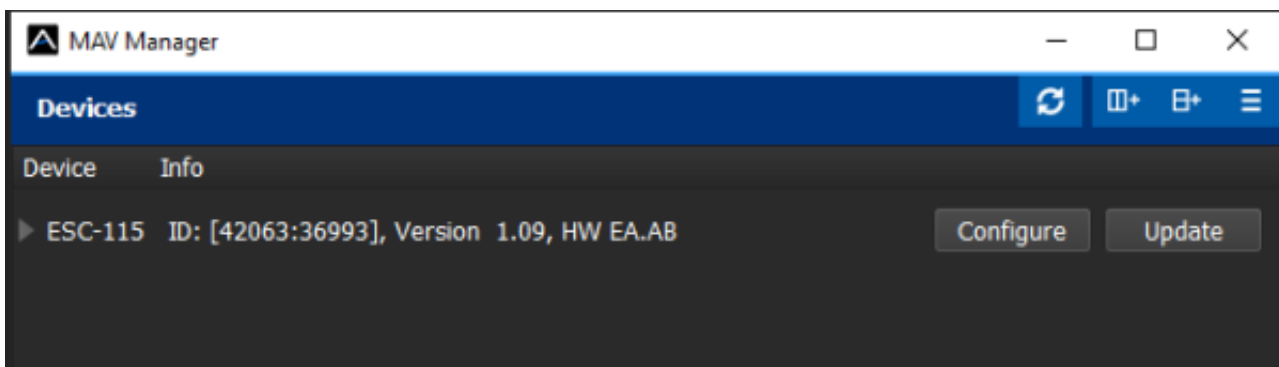 MAV Manager
Devices
Device Info
ESC-115 ID: [42063:36993], Version 1.09, HW EA.AB Configure Update